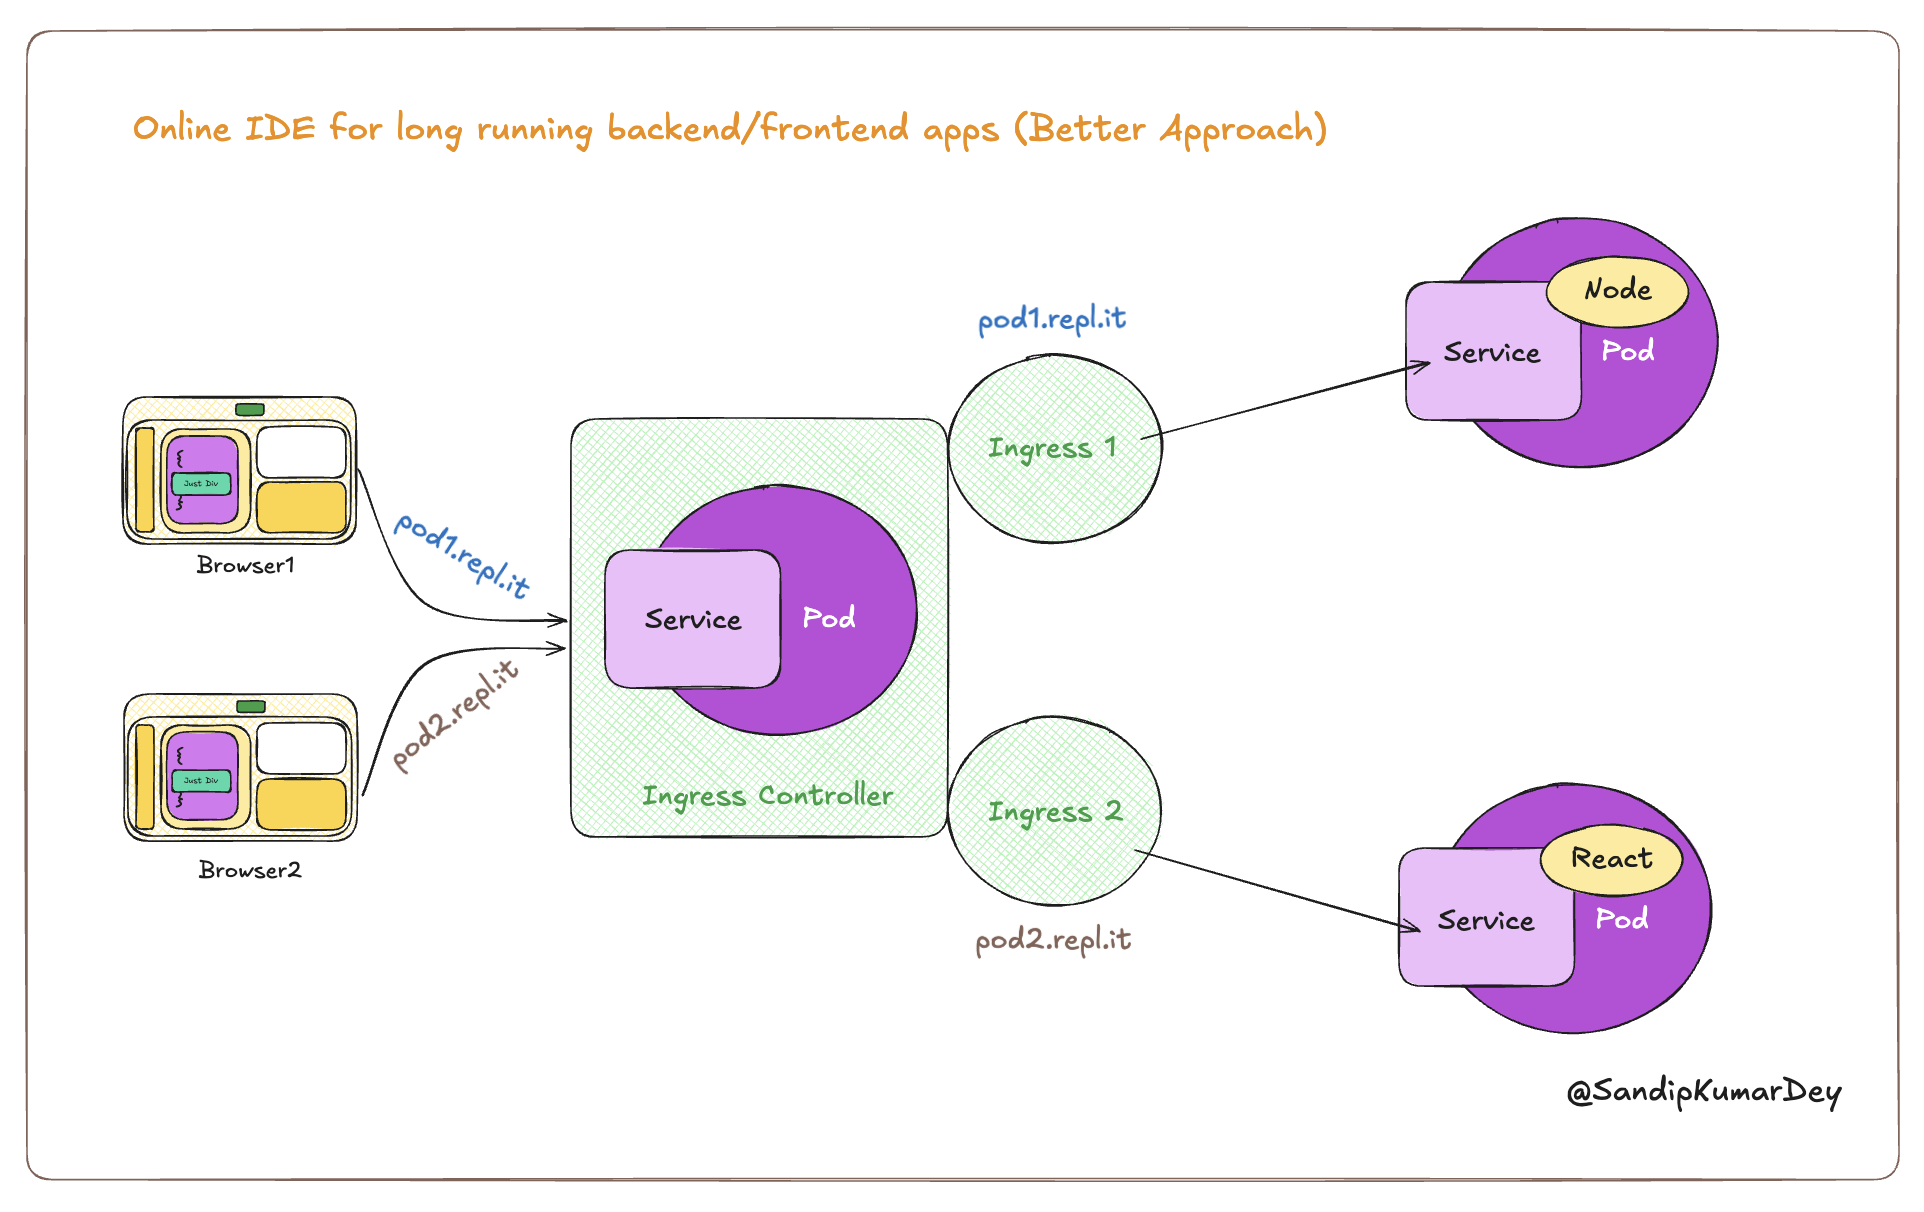 Online IDE for long running backend/frontend apps (Better Approach)
{
Just Div
}
Browser1
pod1.repl.it
{
Just Div
}
Browser2
pod2.repl.it
Service
Pod
Ingress Controller
pod1.repl.it
Ingress 1
Ingress 2
pod2.repl.it
Node
Service
Pod
React
Service
Pod
@SandipKumarDey